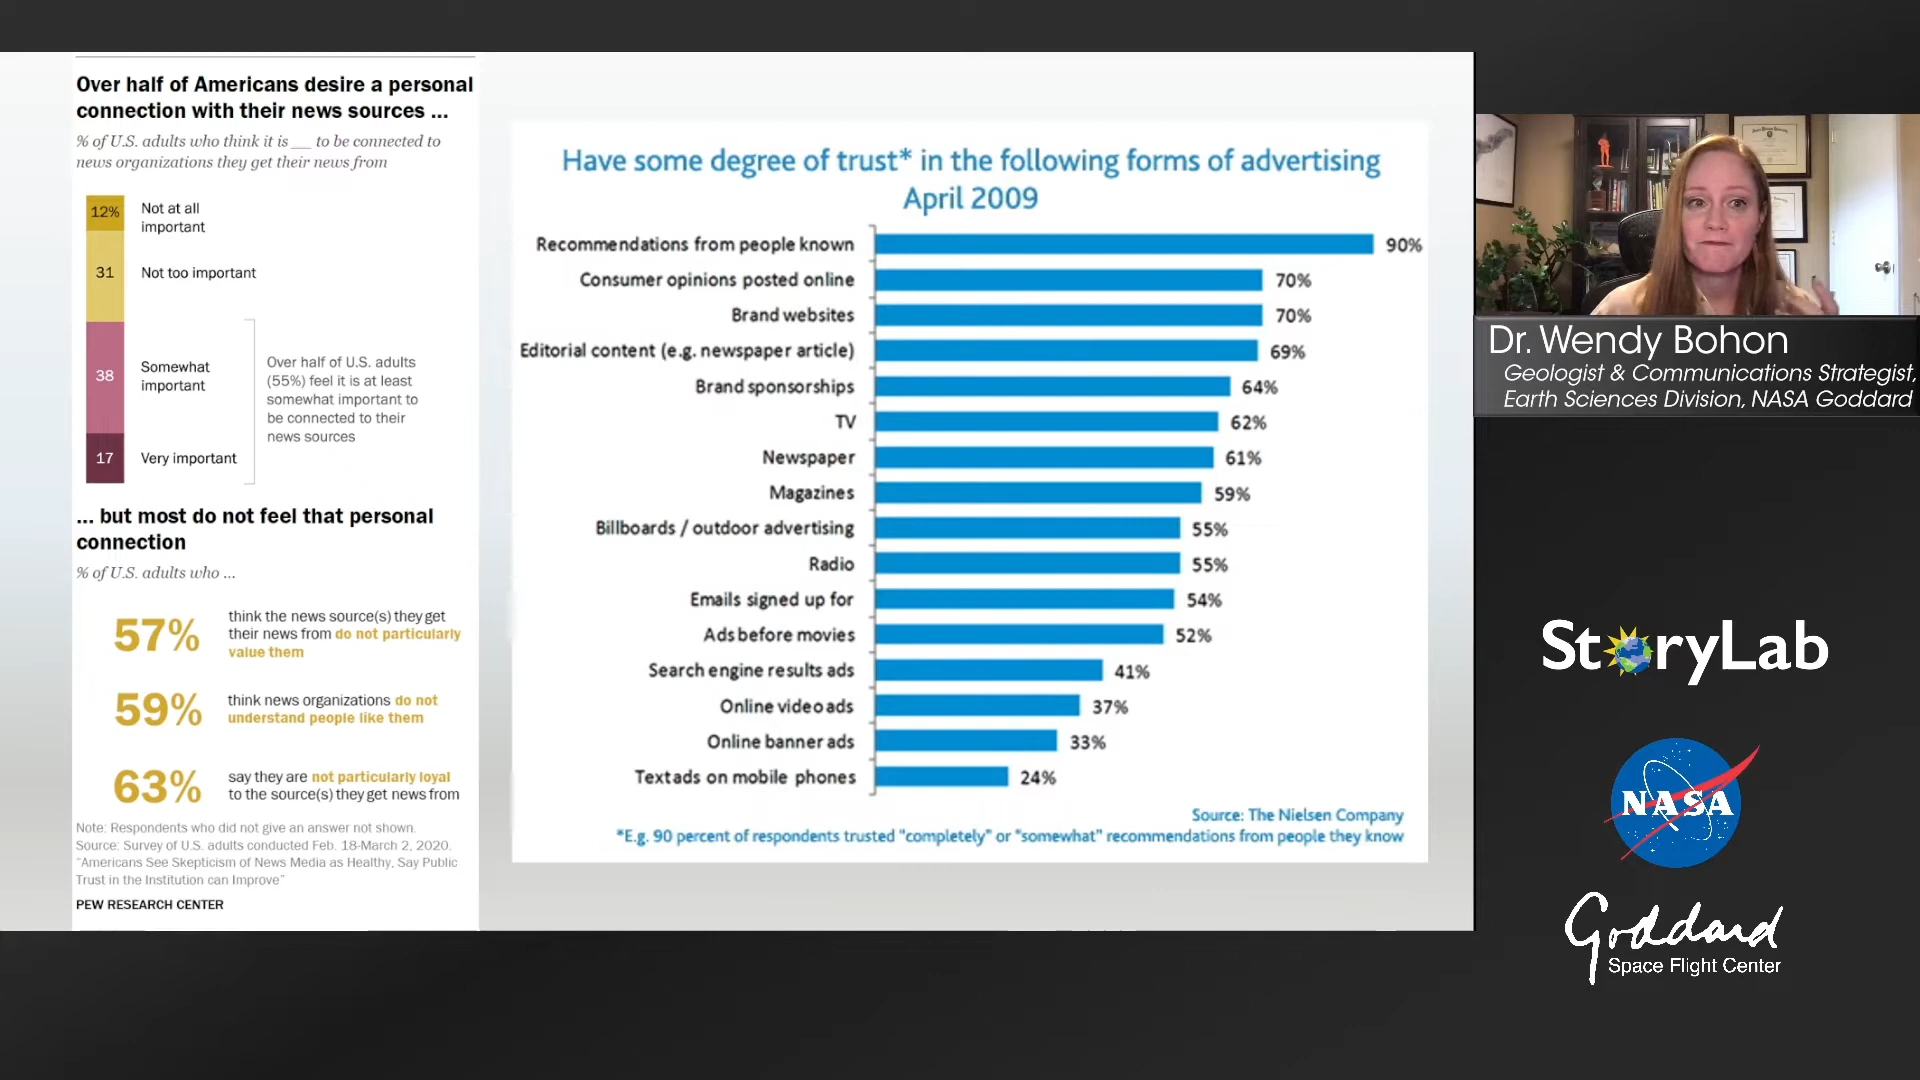 Over half of Americans desire a personal
connection with their news sources ...
% of U.S. adults who think it is __ to be connected to
news organizations they get their news from
12%
Not at all
important
31
Not too important
38
Somewhat
important
17
Very important
Over half of U.S. adults
(55%) feel it is at least
somewhat important to
be connected to their
news sources
... but most do not feel that personal
connection
% of U.S. adults who ...
57%
think the news source(s) they get
their news from do not particularly
value them
59%
think news organizations do not
understand people like them
63%
say they are not particularly loyal
to the source(s) they get news from
Note: Respondents who did not give an answer not shown.
Source: Survey of U.S. adults conducted Feb. 18-March 2, 2020.
"Americans See Skepticism of News Media as Healthy, Say Public
Trust in the Institution can Improve"
PEW RESEARCH CENTER
Have some degree of trust* in the following forms of advertising
April 2009
Recommendations from people known 90%
Consumer opinions posted online 70%
Brand websites 70%
Editorial content (e.g. newspaper article) 69%
Brand sponsorships 64%
TV 62%
Newspaper 61%
Magazines 59%
Billboards / outdoor advertising 55%
Radio 55%
Emails signed up for 54%
Ads before movies 52%
Search engine results ads 41%
Online video ads 37%
Online banner ads 33%
Text ads on mobile phones 24%
Source: The Nielsen Company
*E.g. 90 percent of respondents trusted "completely" or "somewhat" recommendations from people they know
Dr. Wendy Bohon
Geologist & Communications Strategist,
Earth Sciences Division, NASA Goddard
StoryLab
NASA
Goddard
Space Flight Center